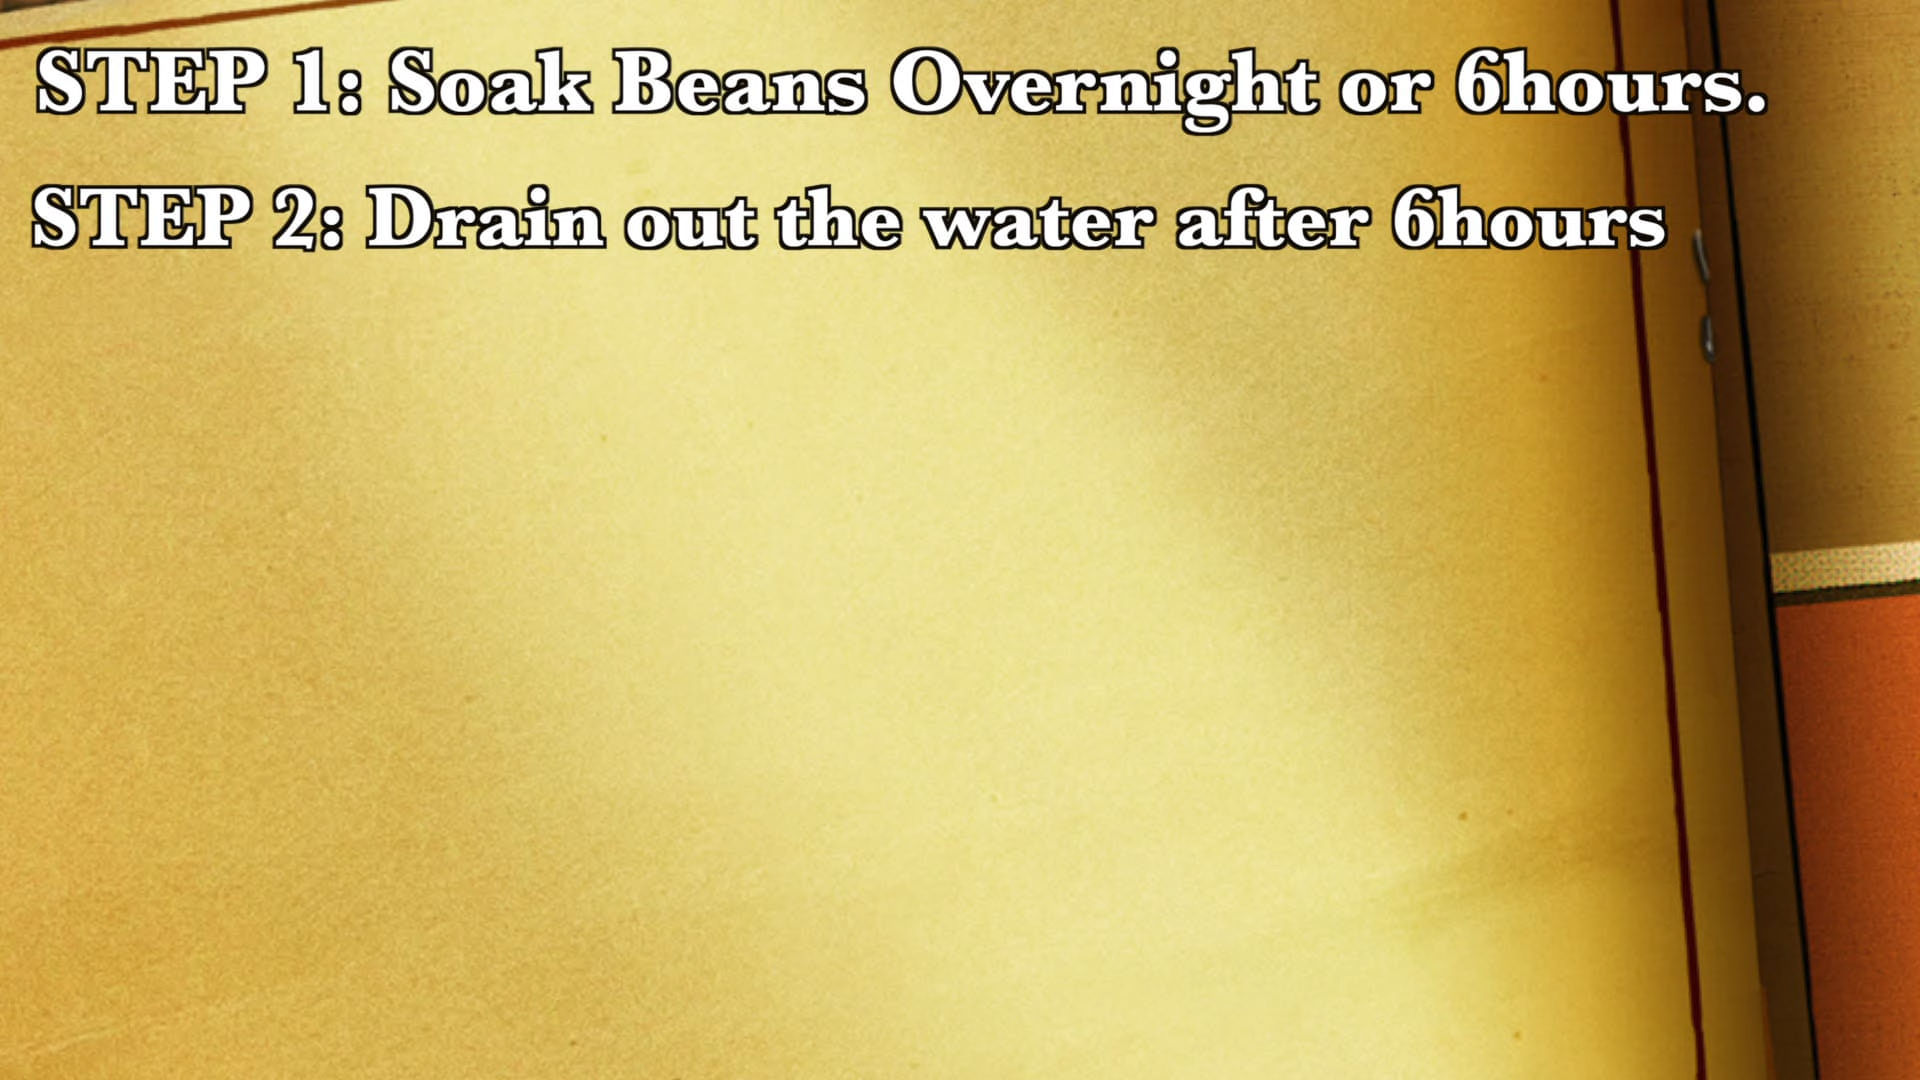 STEP 1: Soak Beans Overnight or 6hours.
STEP 2: Drain out the water after 6hours